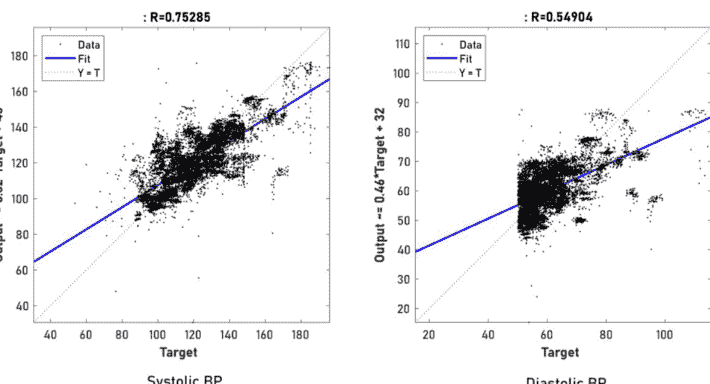 : R=0.75285
Data
Fit
Y = T
180
160
140
120
100
80
60
40
40 60 80 100 120 140 160 180
Target
Systolic BP
: R=0.54904
Output ~= 0.46*Target + 32
Data
Fit
Y = T
110
100
90
80
70
60
50
40
30
20
20 40 60 80 100
Target
Diastolic BP